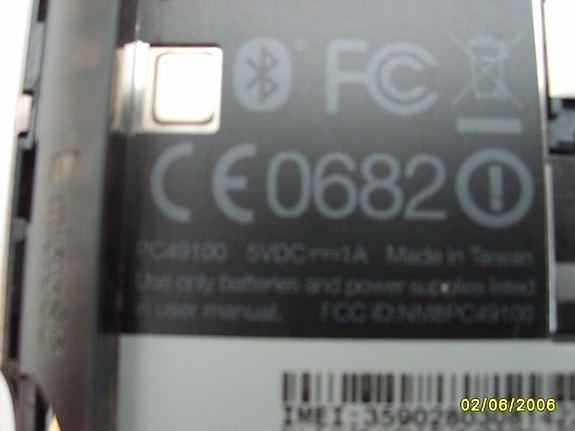 FC
CE0682
PC49100 5VDC 1A Made in Taiwan
Use only batteries and power supplies listed
in user manual. FCC ID:NM8PC49100
02/06/2006
IMEI: